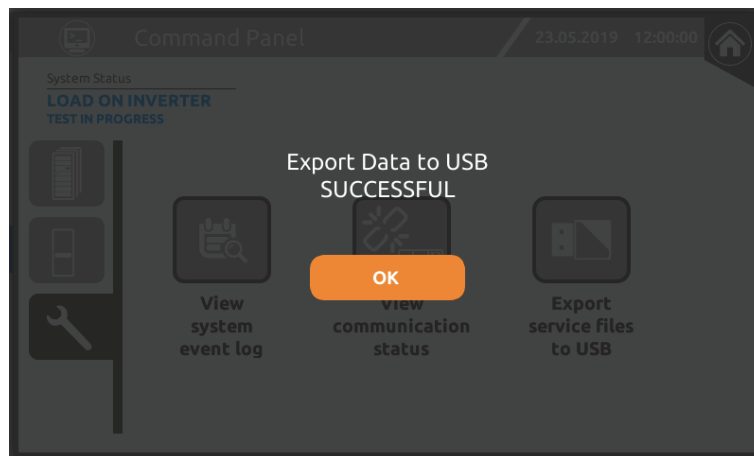 Command Panel
23.05.2019 12:00:00
System Status
LOAD ON INVERTER
TEST IN PROGRESS
Export Data to USB
SUCCESSFUL
OK
View
system
event log
View
communication
status
Export
service files
to USB